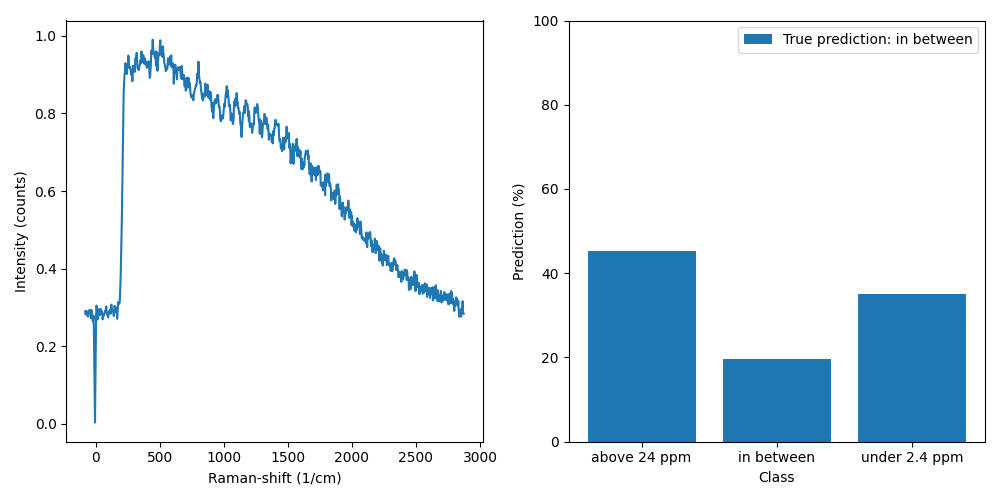 1.0
0.8
0.6
0.4
0.2
0.0
Intensity (counts)
0 500 1000 1500 2000 2500 3000
Raman-shift (1/cm)
100
80
60
40
20
0
Prediction (%)
True prediction: in between
above 24 ppm in between under 2.4 ppm
Class